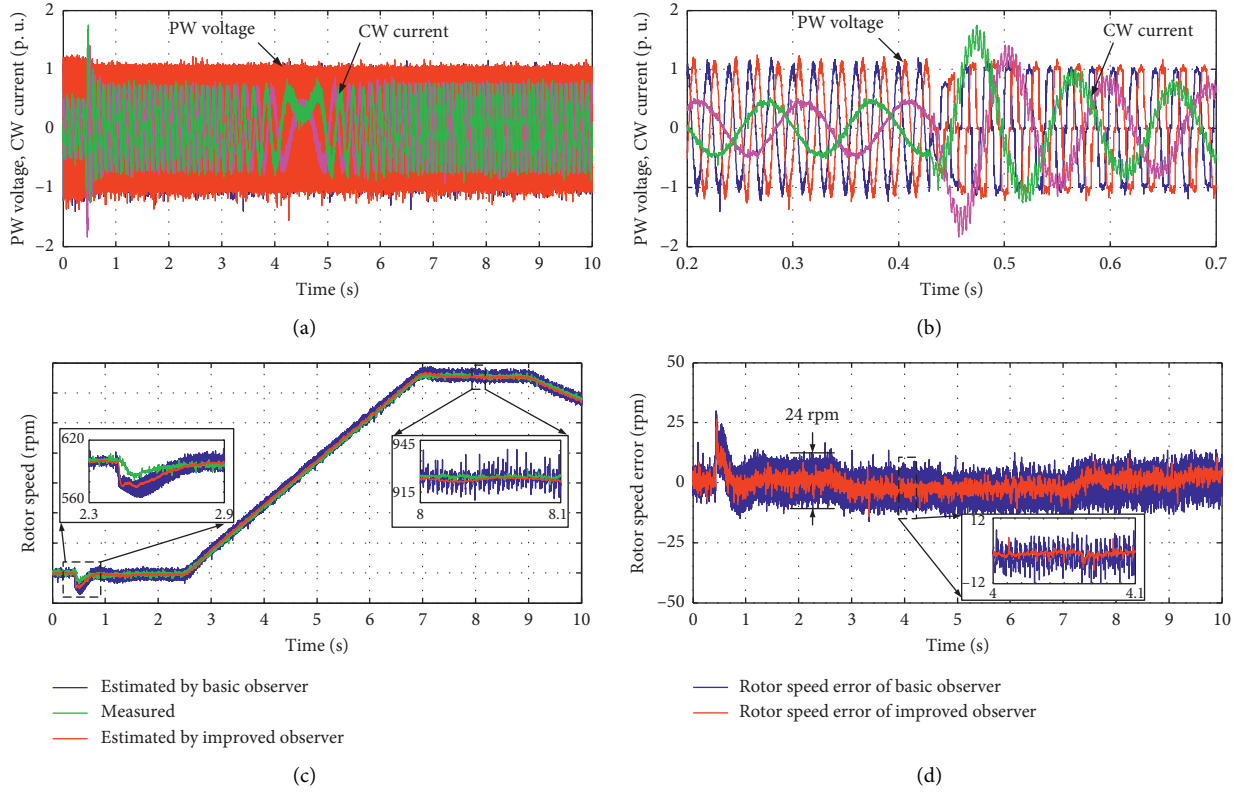 PW voltage, CW current (p. u.)
2
1
0
−1
−2
PW voltage
CW current
0 1 2 3 4 5 6 7 8 9 10
Time (s)
(a)
PW voltage, CW current (p. u.)
2
1
0
−1
−2
PW voltage
CW current
0.2 0.3 0.4 0.5 0.6 0.7
Time (s)
(b)
Rotor speed (rpm)
620
560
2.3 2.9
945
915
8 8.1
0 1 2 3 4 5 6 7 8 9 10
Time (s)
Estimated by basic observer
Measured
Estimated by improved observer
(c)
Rotor speed error (rpm)
50
25
0
−25
−50
24 rpm
12
−12
4 4.1
0 1 2 3 4 5 6 7 8 9 10
Time (s)
Rotor speed error of basic observer
Rotor speed error of improved observer
(d)